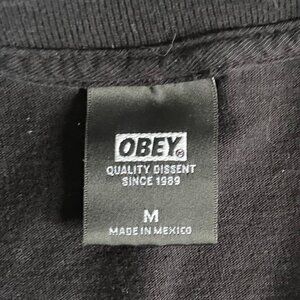 OBEY®
QUALITY DISSENT
SINCE 1989
M
MADE IN MEXICO